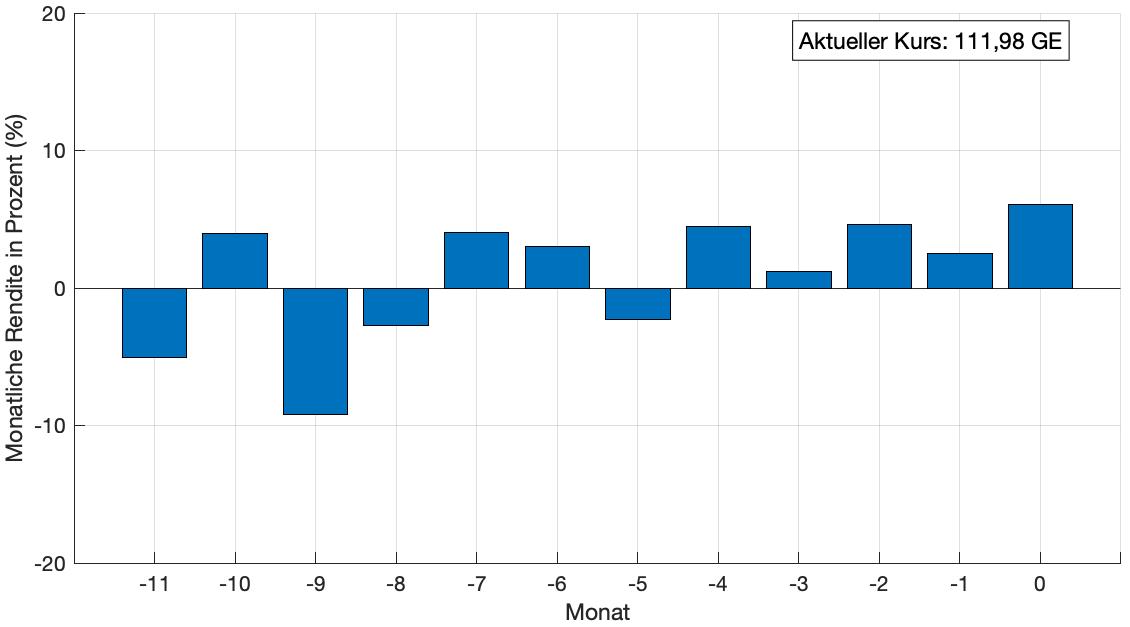 Aktueller Kurs: 111,98 GE
Monatliche Rendite in Prozent (%)
20
10
0
-10
-20
-11 -10 -9 -8 -7 -6 -5 -4 -3 -2 -1 0
Monat